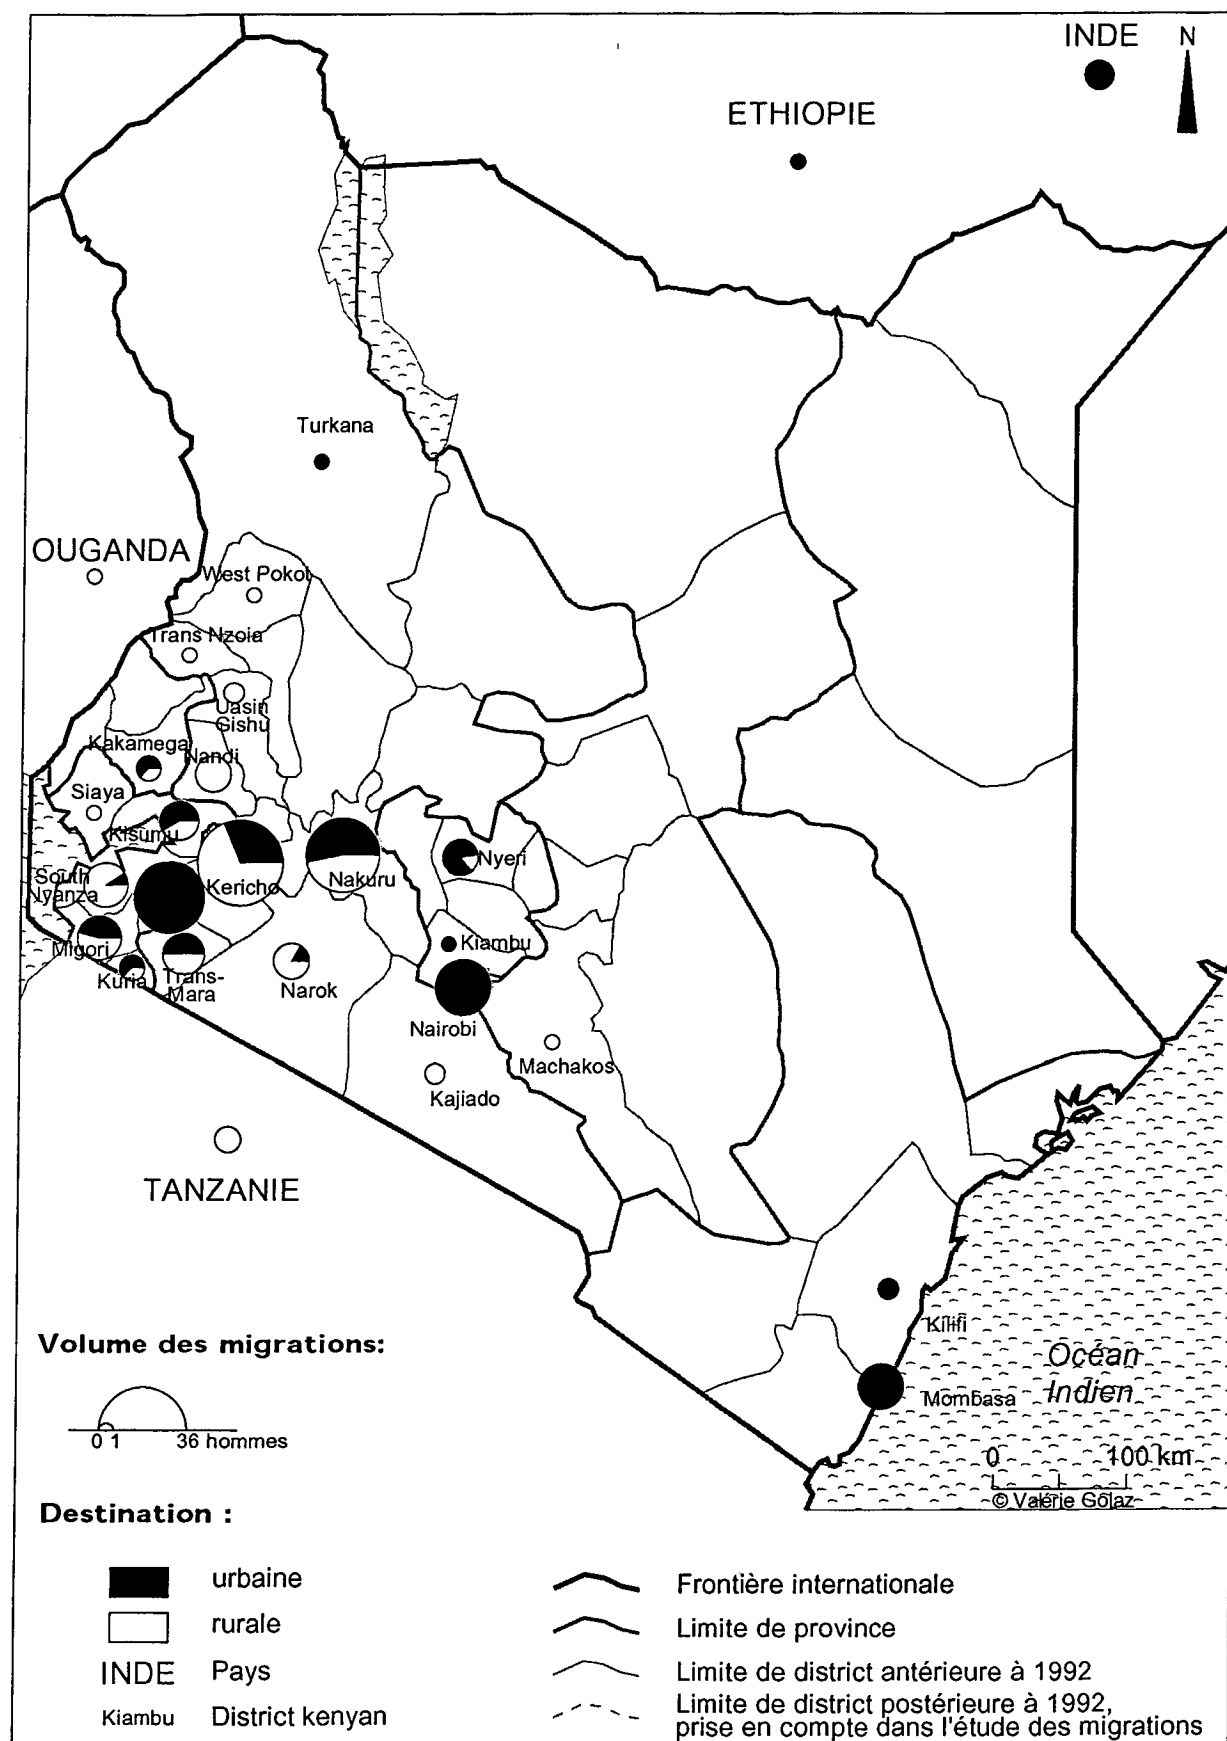 INDE
N
ETHIOPIE
Turkana
OUGANDA
West Pokot
Trans Nzoia
Uasin
Gishu
Kakamega
Nandi
Siaya
Kisumu
Nyeri
South
Nyanza
Kericho
Nakuru
Kiambu
Migori
Kuria
Trans-
Mara
Narok
Nairobi
Machakos
Kajiado
TANZANIE
Kilifi
Mombasa
Océan
Indien
0 100 km
© Valérie Golaz
Volume des migrations:
0 1 36 hommes
Destination :
urbaine
rurale
INDE Pays
Kiambu District kenyan
Frontière internationale
Limite de province
Limite de district antérieure à 1992
Limite de district postérieure à 1992,
prise en compte dans l'étude des migrations